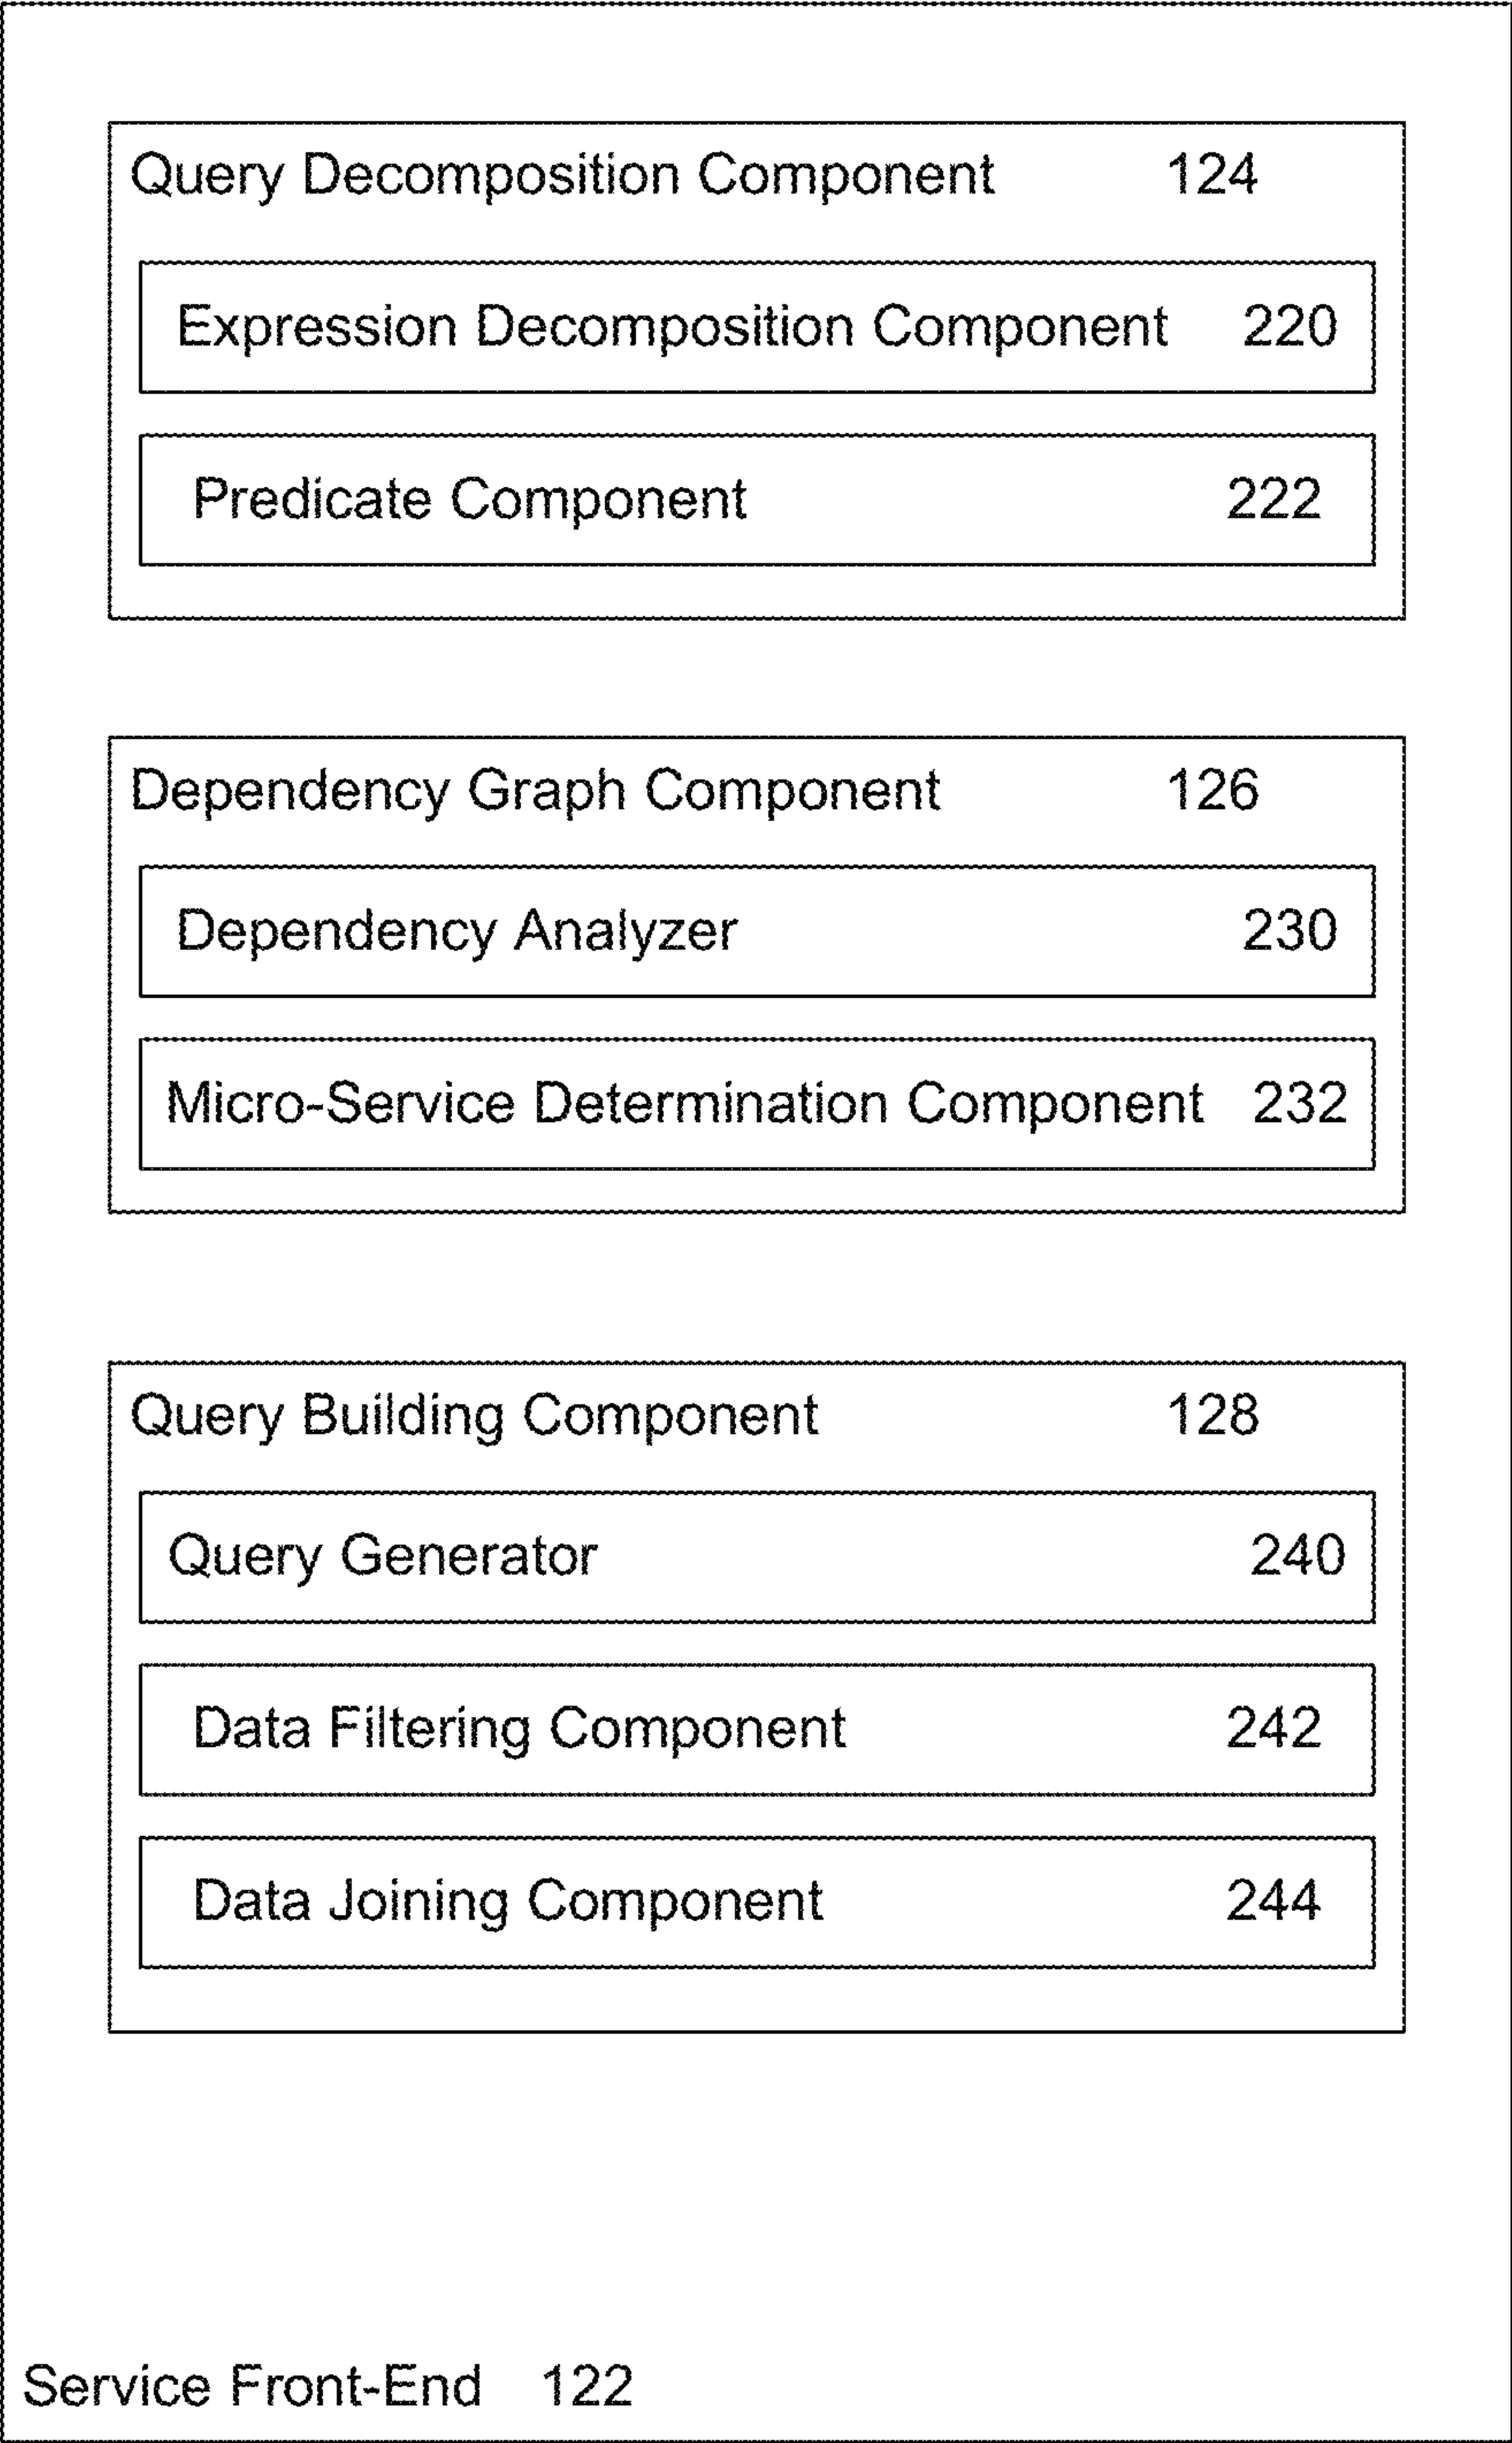 Query Decomposition Component 124
Expression Decomposition Component 220
Predicate Component 222
Dependency Graph Component 126
Dependency Analyzer 230
Micro-Service Determination Component 232
Query Building Component 128
Query Generator 240
Data Filtering Component 242
Data Joining Component 244
Service Front-End 122